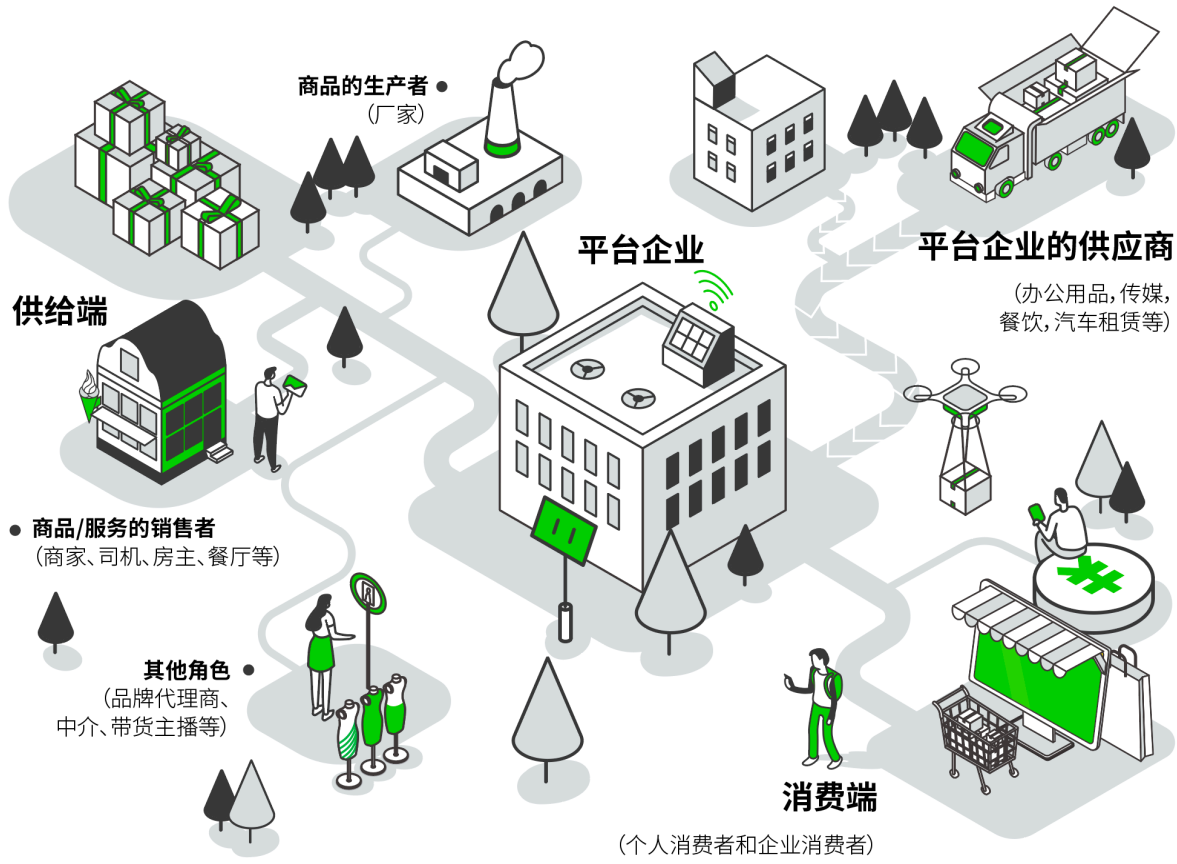 商品的生产者
（厂家）
平台企业
平台企业的供应商
（办公用品，传媒，
餐饮，汽车租赁等）
供给端
商品/服务的销售者
（商家、司机、房主、餐厅等）
其他角色
（品牌代理商、
中介、带货主播等）
消费端
（个人消费者和企业消费者）